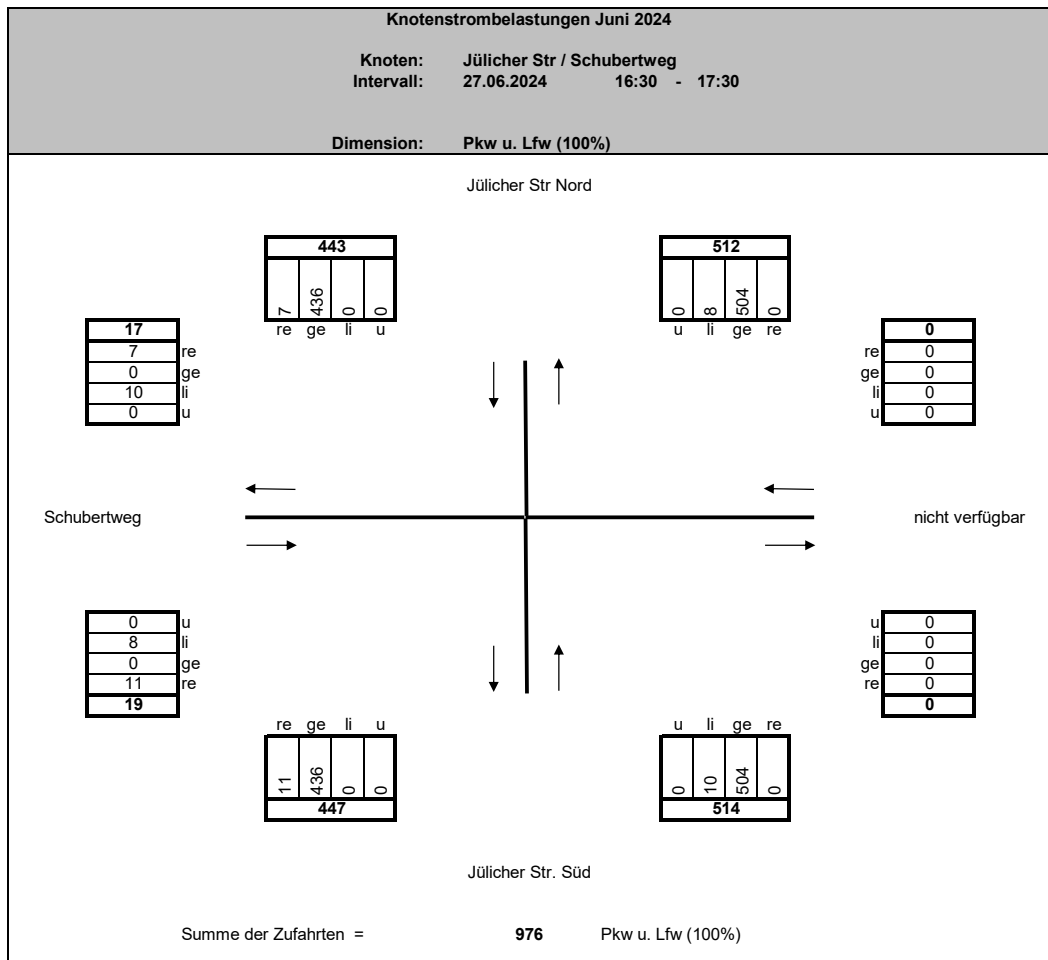 Knotenstrombelastungen Juni 2024
Knoten: Jülicher Str / Schubertweg
Intervall: 27.06.2024 16:30 - 17:30
Dimension: Pkw u. Lfw (100%)
Jülicher Str Nord
443
7 436 0 0
re ge li u
512
0 8 504 0
u li ge re
17
7 re
0 ge
10 li
0 u
0
re 0
ge 0
li 0
u 0
Schubertweg
nicht verfügbar
0 u
8 li
0 ge
11 re
19
u 0
li 0
ge 0
re 0
0
re ge li u
11 436 0 0
447
u li ge re
0 10 504 0
514
Jülicher Str. Süd
Summe der Zufahrten = 976 Pkw u. Lfw (100%)